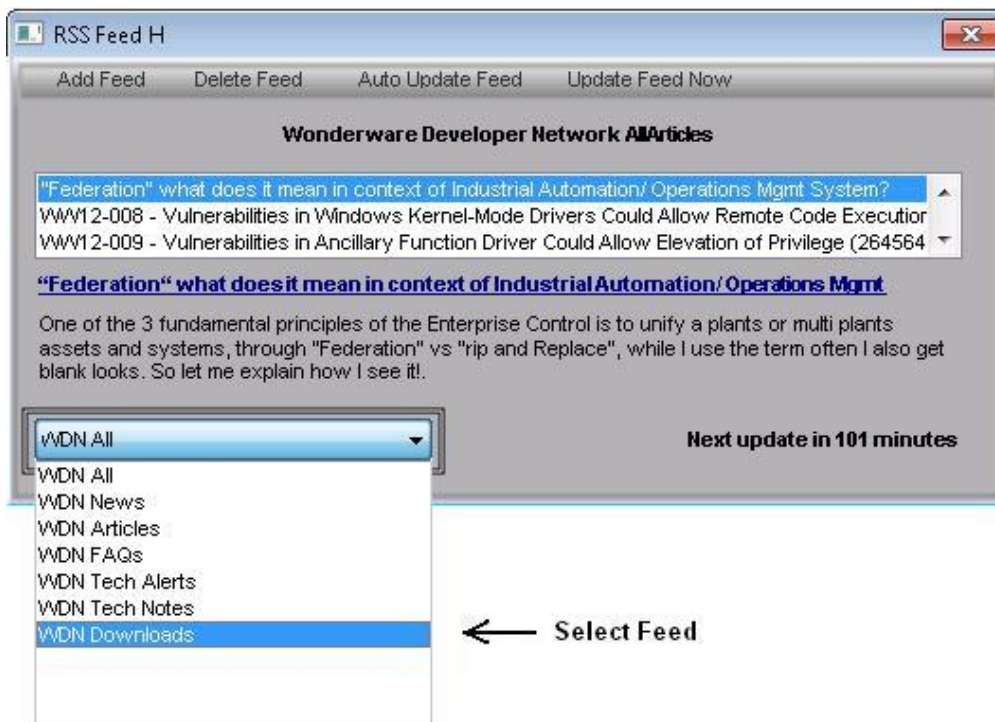 RSS Feed H
Add Feed Delete Feed Auto Update Feed Update Feed Now
Wonderware Developer Network All Articles
"Federation" what does it mean in context of Industrial Automation/ Operations Mgmt System?
WW12-008 - Vulnerabilities in Windows Kernel-Mode Drivers Could Allow Remote Code Execution
WW12-009 - Vulnerabilities in Ancillary Function Driver Could Allow Elevation of Privilege (264564
“Federation“ what does it mean in context of Industrial Automation/ Operations Mgmt
One of the 3 fundamental principles of the Enterprise Control is to unify a plants or multi plants
assets and systems, through "Federation" vs "rip and Replace", while I use the term often I also get
blank looks. So let me explain how I see it!.
WDN All
Next update in 101 minutes
WDN All
WDN News
WDN Articles
WDN FAQs
WDN Tech Alerts
WDN Tech Notes
WDN Downloads
Select Feed